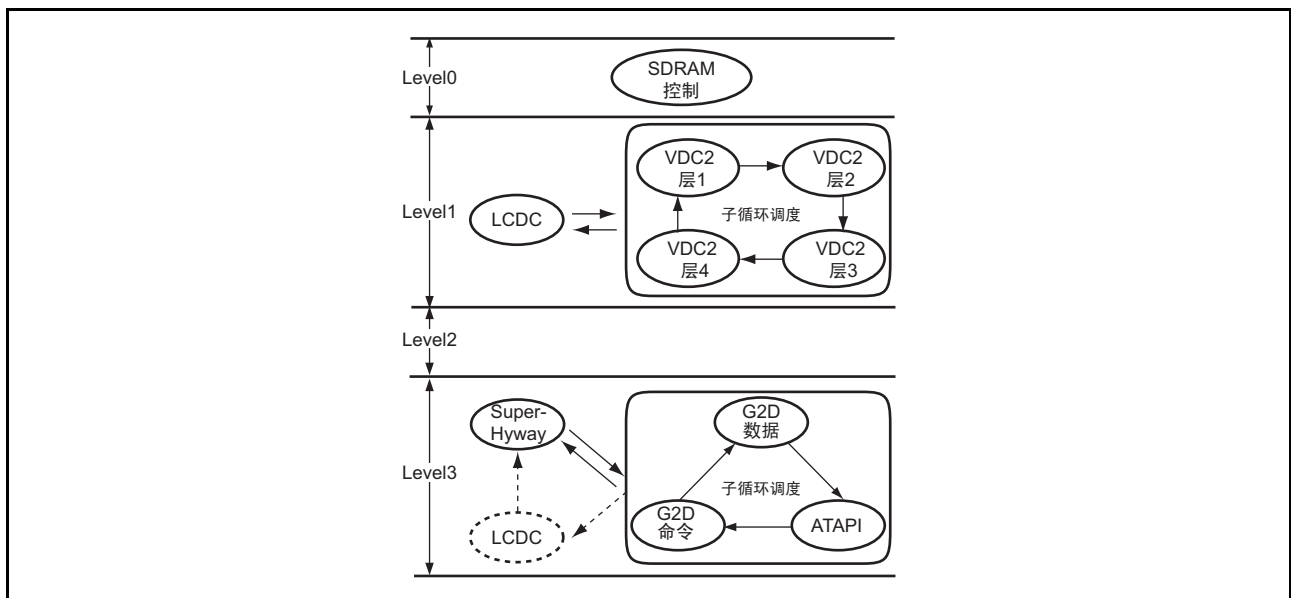 Level0
SDRAM
控制
Level1
LCDC
VDC2
层1
VDC2
层2
子循环调度
VDC2
层4
VDC2
层3
Level2
Level3
Super-
Hyway
LCDC
G2D
数据
子循环调度
G2D
命令
ATAPI